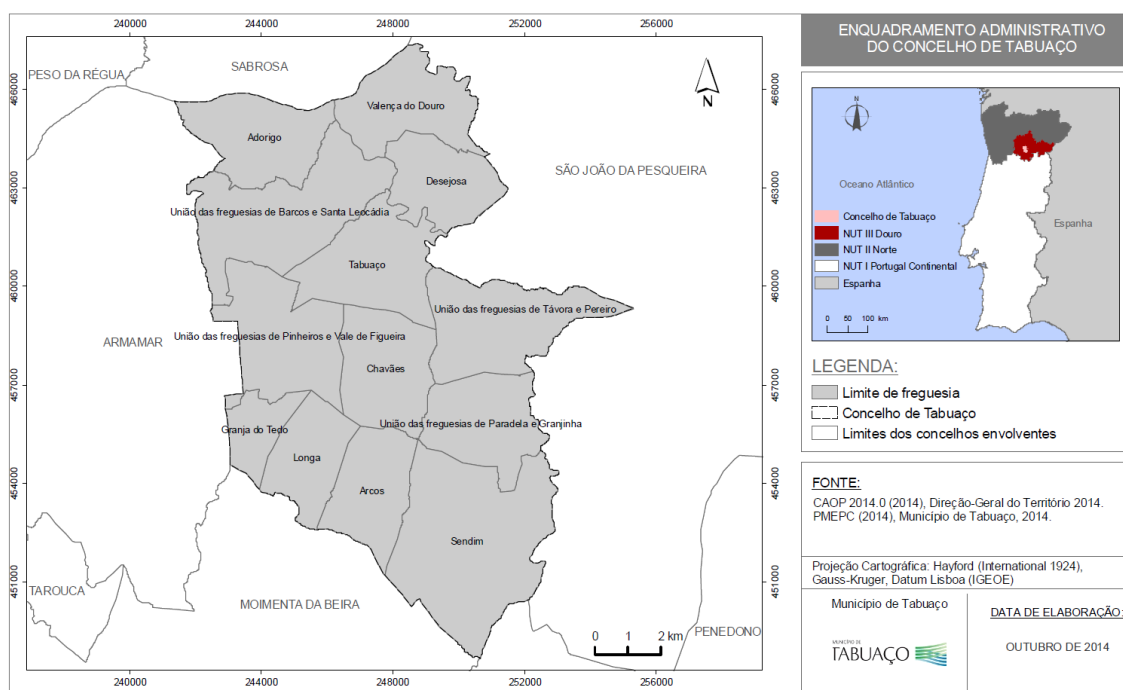 240000 244000 248000 252000 256000
ENQUADRAMENTO ADMINISTRATIVO
DO CONCELHO DE TABUAÇO
PESO DA RÉGUA
SABROSA
466000
466000
N
Valença do Douro
Adorigo
SÃO JOÃO DA PESQUEIRA
Desejosa
463000
463000
União das freguesias de Barcos e Santa Leocádia
Tabuaço
460000
460000
União das freguesias de Távora e Pereiro
União das freguesias de Pinheiros e Vale de Figueira
ARMAMAR
Chavães
457000
457000
União das freguesias de Paradela e Granjinha
Granja do Tedo
Longa
454000
454000
Arcos
Sendim
451000
451000
TAROUCA
MOIMENTA DA BEIRA
PENEDONO
0 1 2 km
240000 244000 248000 252000 256000
N
Oceano Atlântico
Espanha
Concelho de Tabuaço
NUT III Douro
NUT II Norte
NUT I Portugal Continental
Espanha
0 50 100 km
LEGENDA:
Limite de freguesia
Concelho de Tabuaço
Limites dos concelhos envolventes
FONTE:
CAOP 2014.0 (2014), Direção-Geral do Território 2014.
PMEPC (2014), Município de Tabuaço, 2014.
Projeção Cartográfica: Hayford (International 1924),
Gauss-Kruger, Datum Lisboa (IGEOE)
Município de Tabuaço
MUNICÍPIO DE
TABUAÇO
DATA DE ELABORAÇÃO:
OUTUBRO DE 2014